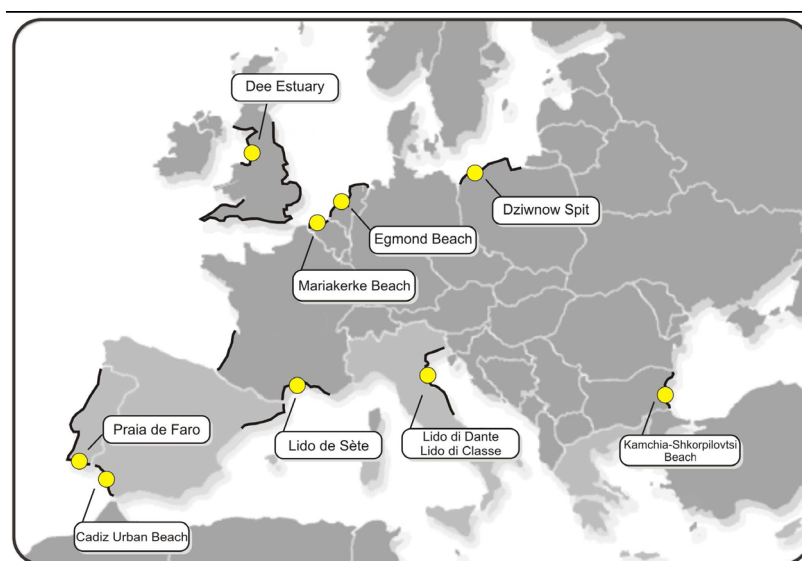 Dee Estuary
Dziwnow Spit
Egmond Beach
Mariakerke Beach
Praia de Faro
Lido de Sète
Lido di Dante
Lido di Classe
Kamchia-Shkorpilovtsi
Beach
Cadiz Urban Beach